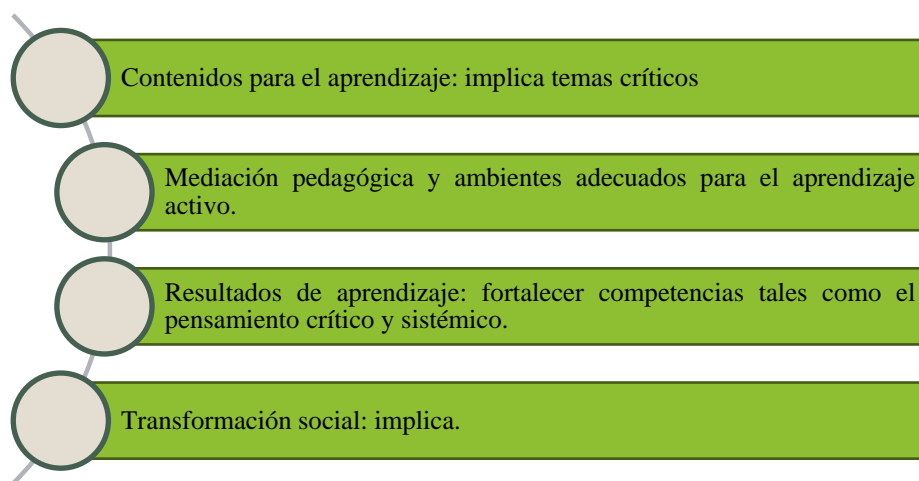 Contenidos para el aprendizaje: implica temas críticos
Mediación pedagógica y ambientes adecuados para el aprendizaje
activo.
Resultados de aprendizaje: fortalecer competencias tales como el
pensamiento crítico y sistémico.
Transformación social: implica.